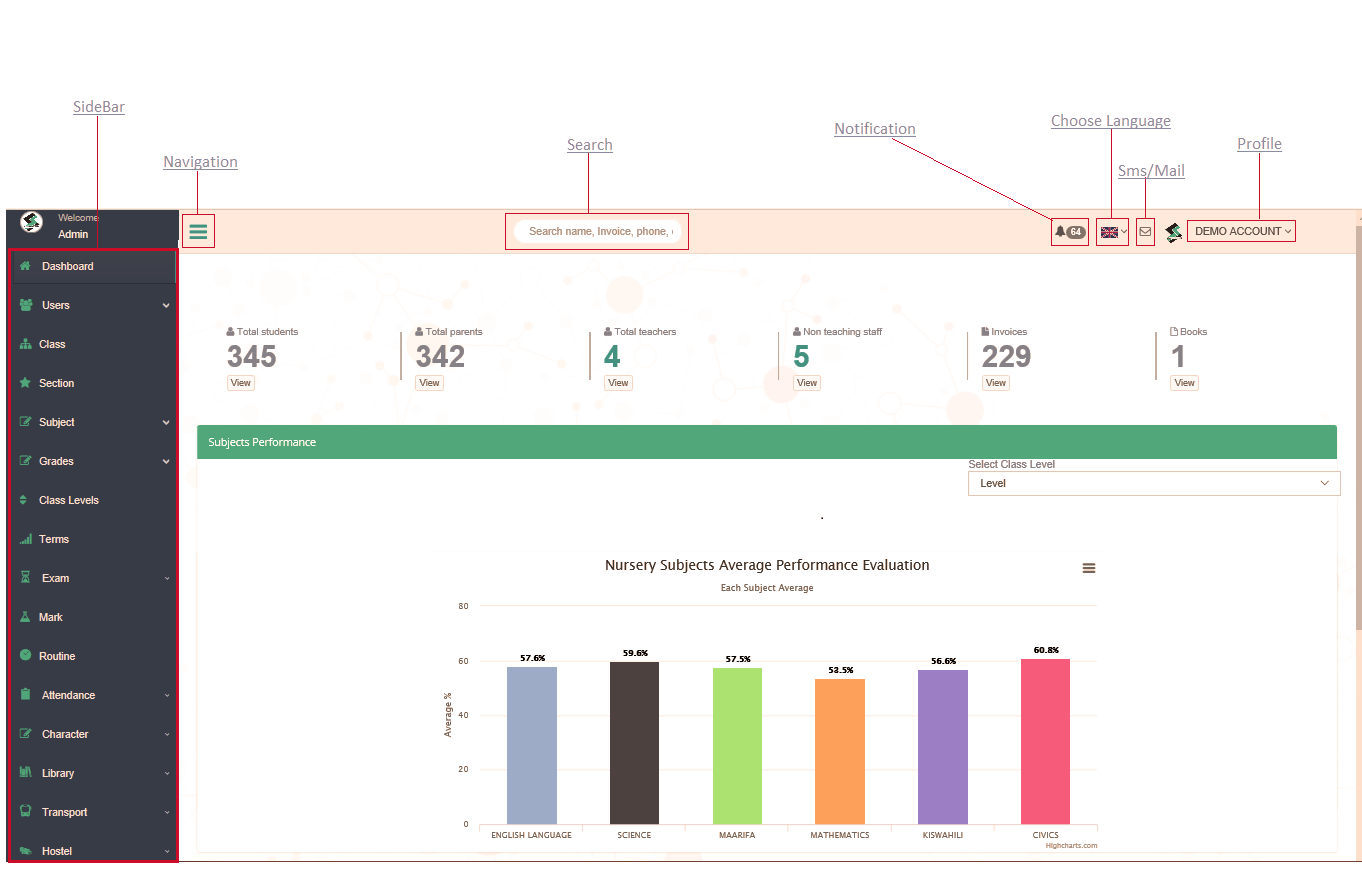 SideBar
Navigation
Search
Notification
Choose Language
Sms/Mail
Profile
Welcome
Admin
Search name, Invoice, phone,
64
DEMO ACCOUNT
Dashboard
Users
Class
Section
Subject
Grades
Class Levels
Terms
Exam
Mark
Routine
Attendance
Character
Library
Transport
Hostel
Total students
345
View
Total parents
342
View
Total teachers
4
View
Non teaching staff
5
View
Invoices
229
View
Books
1
View
Subjects Performance
Select Class Level
Level
.
Nursery Subjects Average Performance Evaluation
Each Subject Average
Average %
80
60
40
20
0
57.6%
59.6%
57.5%
53.5%
56.6%
60.8%
ENGLISH LANGUAGE
SCIENCE
MAARIFA
MATHEMATICS
KISWAHILI
CIVICS
Highcharts.com